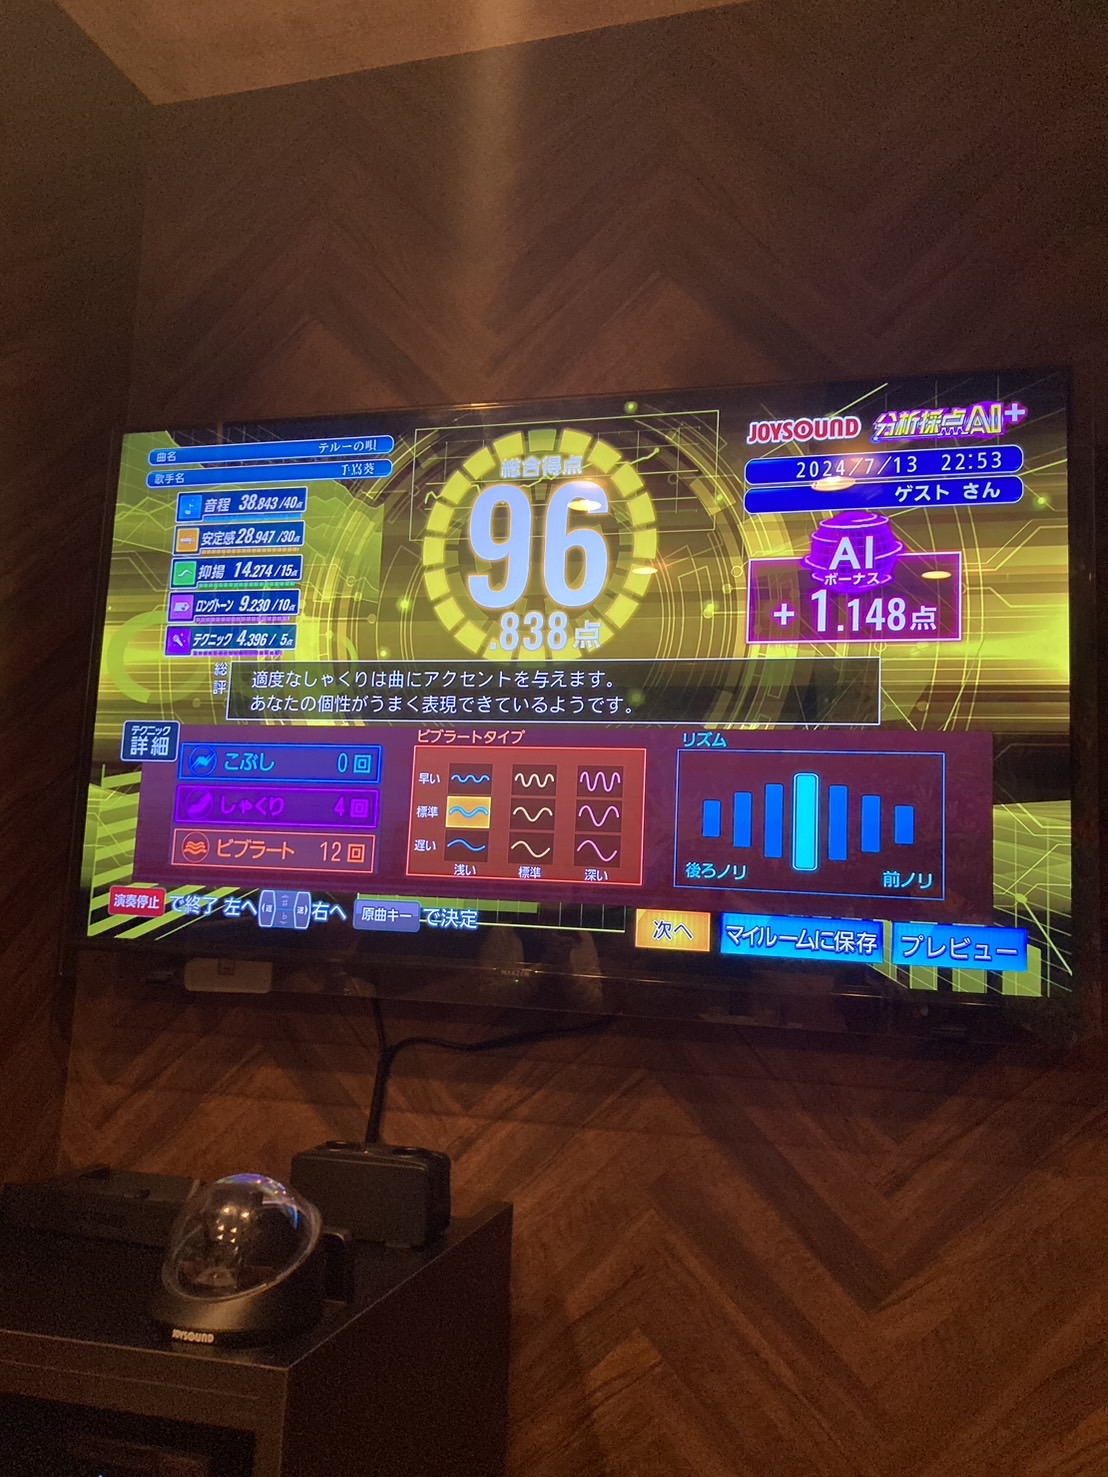 曲名 テルーの唄
歌手名 手嶌葵
音程 38.843/40点
安定感 28.947/30点
抑揚 14.274/15点
ロングトーン 9.230/10点
テクニック 4.396/ 5点
総合得点
96
.838点
JOYSOUND 分析採点AI+
2024/7/13 22:53
ゲスト さん
AI
ボーナス
+ 1.148点
総評
適度なしゃくりは曲にアクセントを与えます。
あなたの個性がうまく表現できているようです。
テクニック
詳細
こぶし 0回
しゃくり 4回
ビブラート 12回
ビブラートタイプ
早い
標準
遅い
浅い 標準 深い
リズム
後ろノリ 前ノリ
演奏停止 で終了 左へ 右へ 原曲キー で決定
次へ マイルームに保存 プレビュー
JOYSOUND